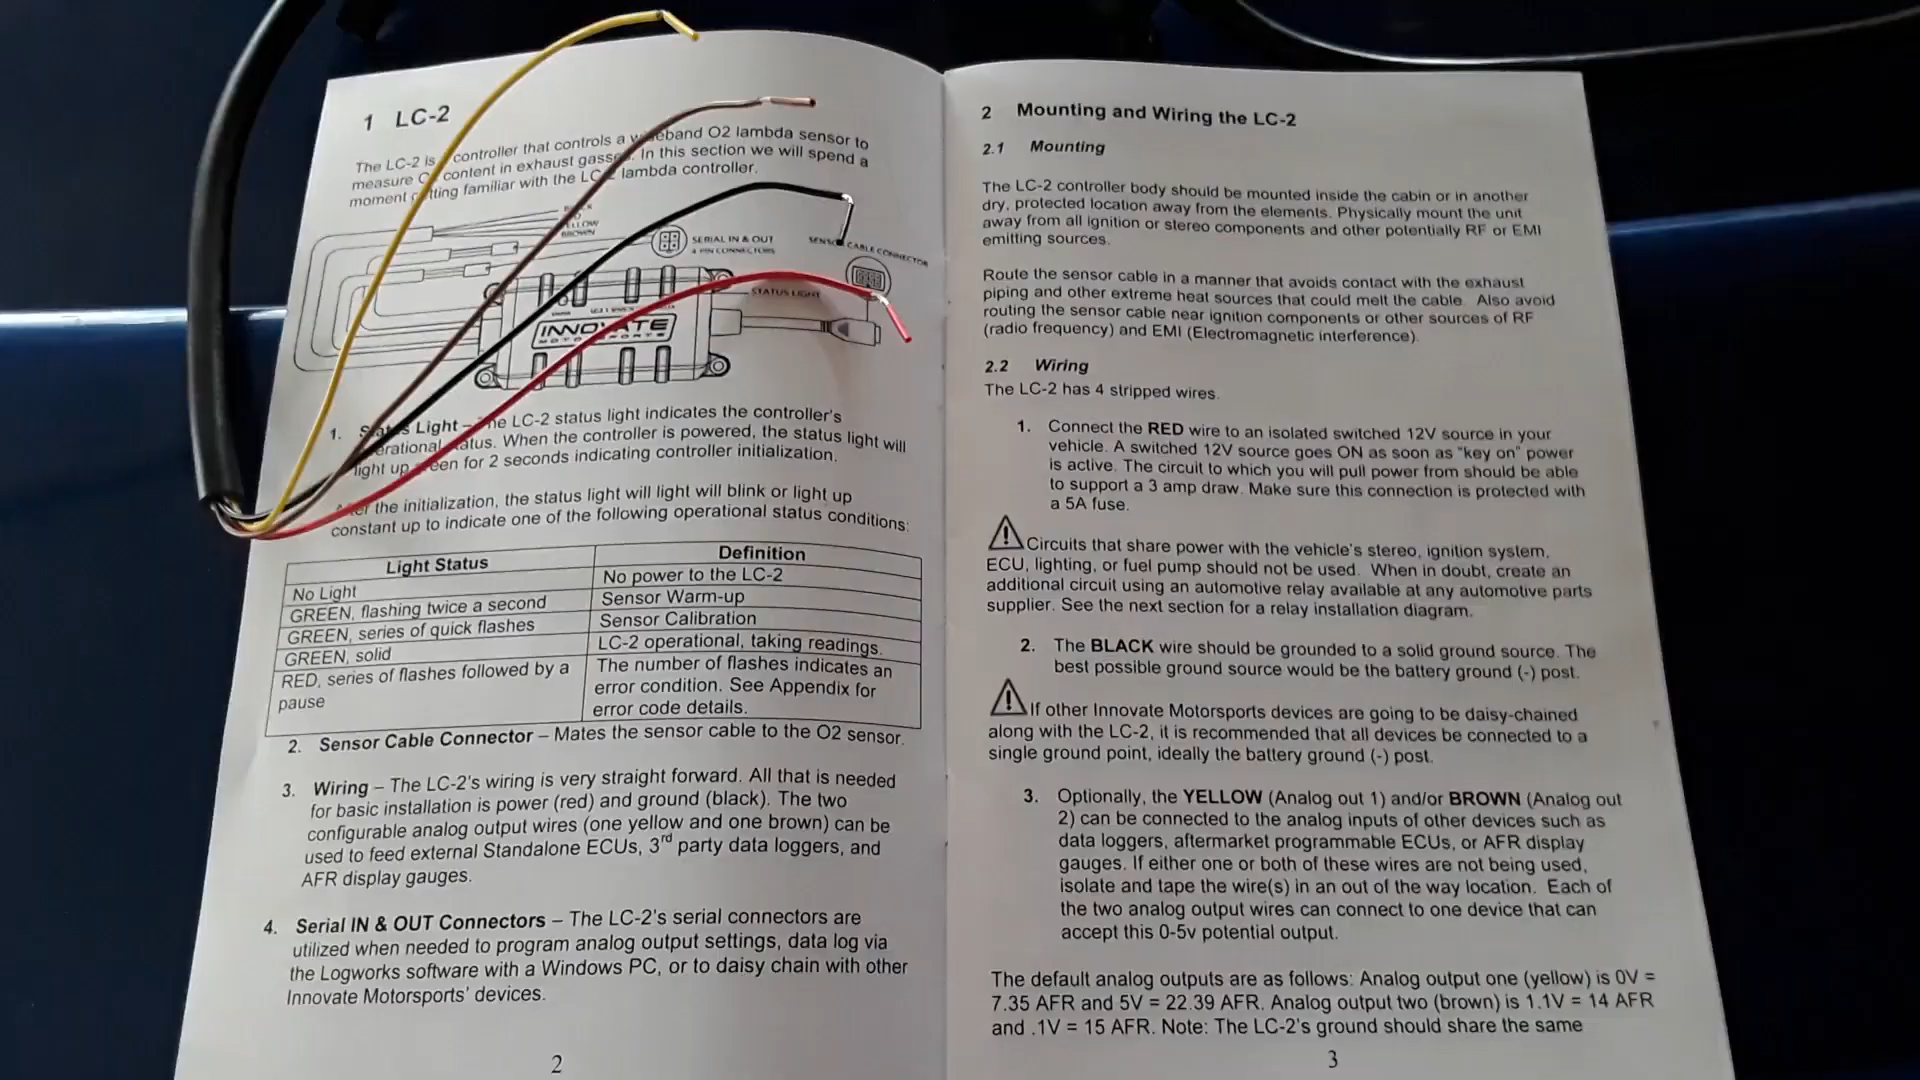 1 LC-2
The LC-2 is controller that controls a wideband O2 lambda sensor to
measure content in exhaust gasses. In this section we will spend a
moment getting familiar with the LC-2 lambda controller.
YELLOW
BROWN
SERIAL IN & OUT
4 PIN CONNECTORS
SENSOR CABLE CONNECTOR
STATUS LIGHT
INNOVATE
MOTORSPORTS
1. Status Light – The LC-2 status light indicates the controller's
operational status. When the controller is powered, the status light will
light up green for 2 seconds indicating controller initialization.
After the initialization, the status light will light will blink or light up
constant up to indicate one of the following operational status conditions:
Light Status Definition
No Light No power to the LC-2
GREEN, flashing twice a second Sensor Warm-up
GREEN, series of quick flashes Sensor Calibration
GREEN, solid LC-2 operational, taking readings.
RED, series of flashes followed by a pause The number of flashes indicates an
error condition. See Appendix for
error code details.
2. Sensor Cable Connector – Mates the sensor cable to the O2 sensor.
3. Wiring – The LC-2's wiring is very straight forward. All that is needed
for basic installation is power (red) and ground (black). The two
configurable analog output wires (one yellow and one brown) can be
used to feed external Standalone ECUs, 3rd party data loggers, and
AFR display gauges.
4. Serial IN & OUT Connectors – The LC-2's serial connectors are
utilized when needed to program analog output settings, data log via
the Logworks software with a Windows PC, or to daisy chain with other
Innovate Motorsports' devices.
2
2 Mounting and Wiring the LC-2
2.1 Mounting
The LC-2 controller body should be mounted inside the cabin or in another
dry, protected location away from the elements. Physically mount the unit
away from all ignition or stereo components and other potentially RF or EMI
emitting sources.
Route the sensor cable in a manner that avoids contact with the exhaust
piping and other extreme heat sources that could melt the cable. Also avoid
routing the sensor cable near ignition components or other sources of RF
(radio frequency) and EMI (Electromagnetic interference).
2.2 Wiring
The LC-2 has 4 stripped wires.
1. Connect the RED wire to an isolated switched 12V source in your
vehicle. A switched 12V source goes ON as soon as "key on" power
is active. The circuit to which you will pull power from should be able
to support a 3 amp draw. Make sure this connection is protected with
a 5A fuse.
Circuits that share power with the vehicle's stereo, ignition system,
ECU, lighting, or fuel pump should not be used. When in doubt, create an
additional circuit using an automotive relay available at any automotive parts
supplier. See the next section for a relay installation diagram.
2. The BLACK wire should be grounded to a solid ground source. The
best possible ground source would be the battery ground (-) post.
If other Innovate Motorsports devices are going to be daisy-chained
along with the LC-2, it is recommended that all devices be connected to a
single ground point, ideally the battery ground (-) post.
3. Optionally, the YELLOW (Analog out 1) and/or BROWN (Analog out
2) can be connected to the analog inputs of other devices such as
data loggers, aftermarket programmable ECUs, or AFR display
gauges. If either one or both of these wires are not being used,
isolate and tape the wire(s) in an out of the way location. Each of
the two analog output wires can connect to one device that can
accept this 0-5v potential output.
The default analog outputs are as follows: Analog output one (yellow) is 0V =
7.35 AFR and 5V = 22.39 AFR. Analog output two (brown) is 1.1V = 14 AFR
and .1V = 15 AFR. Note: The LC-2's ground should share the same
3